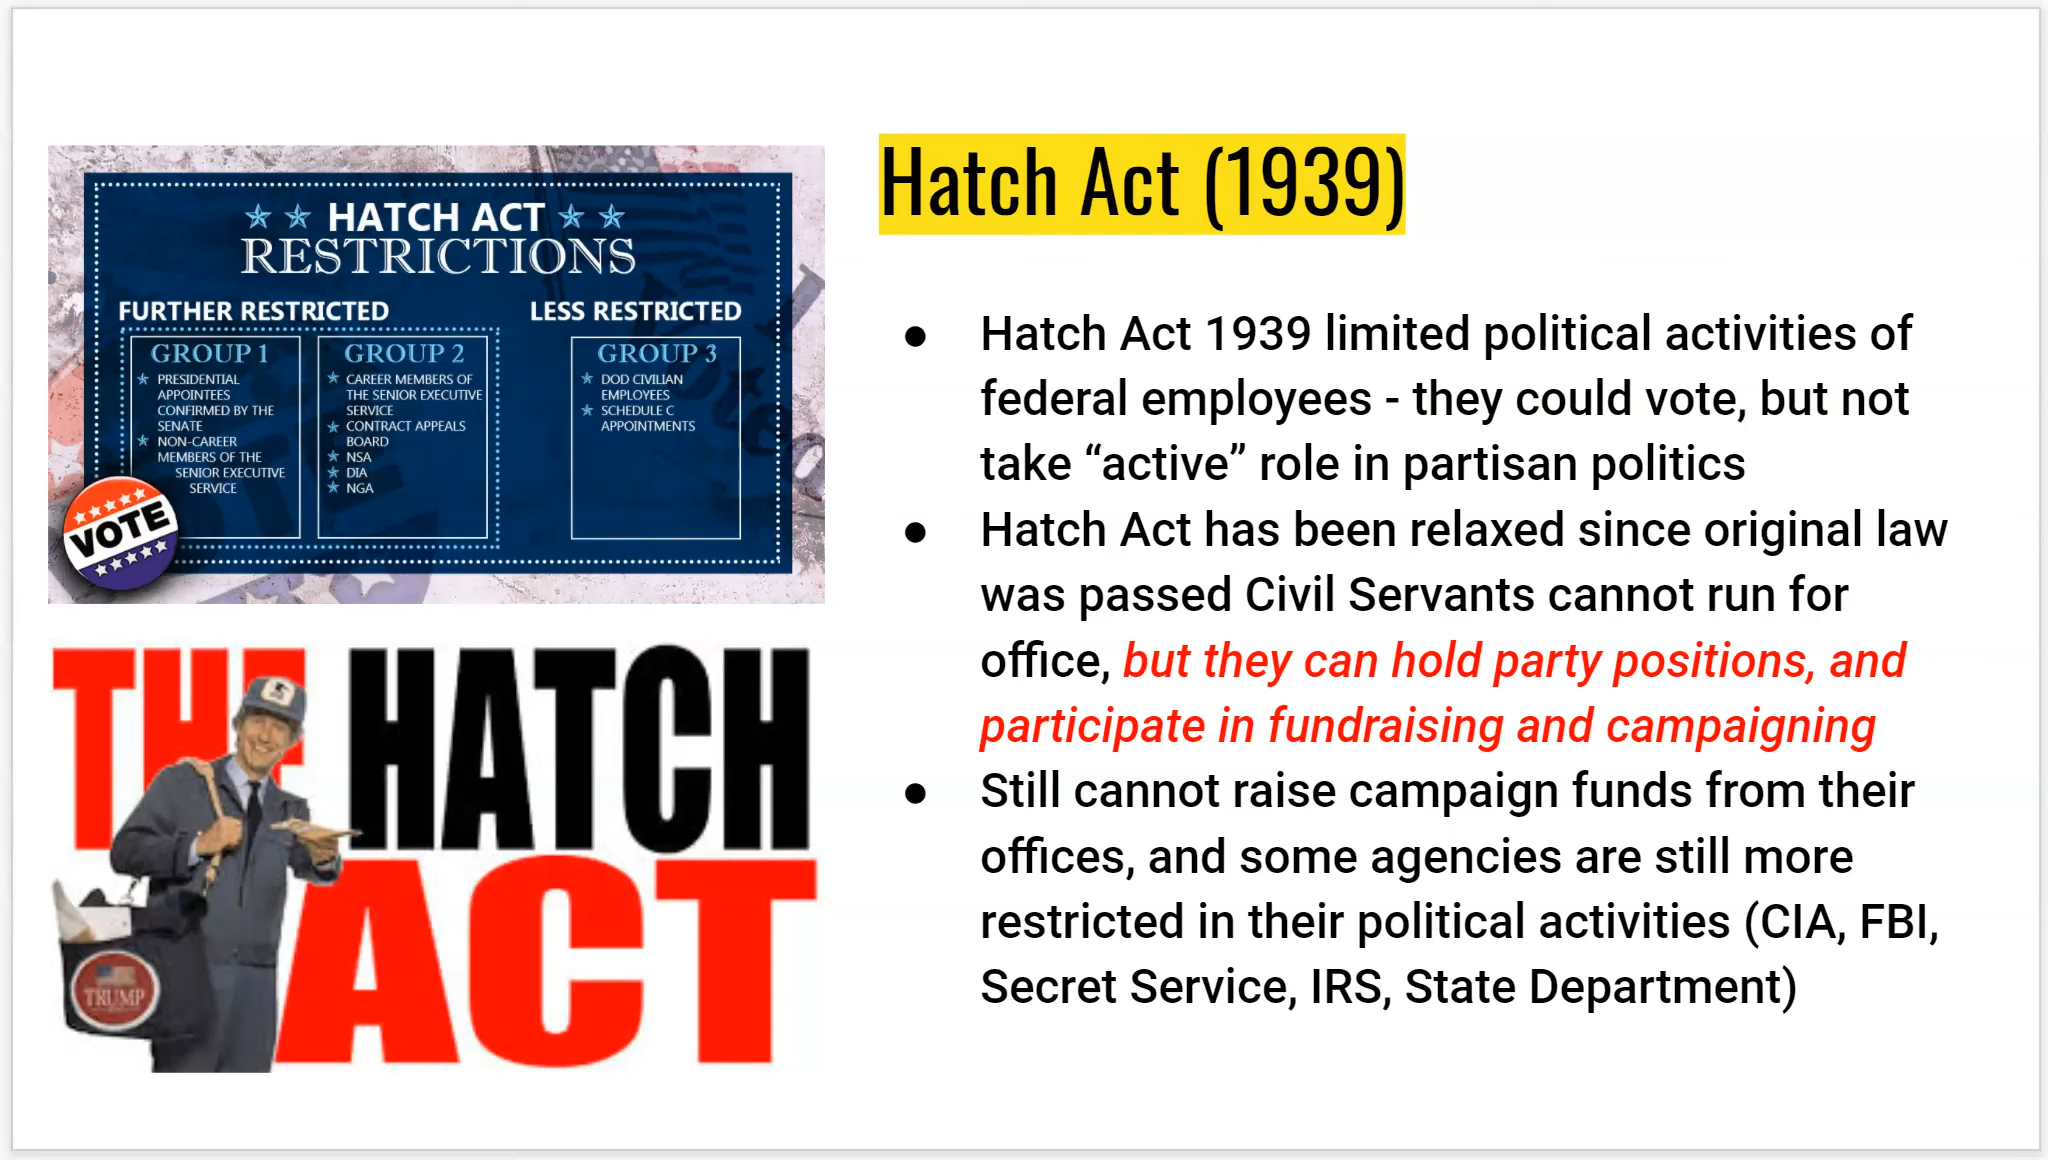 HATCH ACT
RESTRICTIONS
FURTHER RESTRICTED
GROUP 1
PRESIDENTIAL
APPOINTEES
CONFIRMED BY THE
SENATE
NON-CAREER
MEMBERS OF THE
SENIOR EXECUTIVE
SERVICE
GROUP 2
CAREER MEMBERS OF
THE SENIOR EXECUTIVE
SERVICE
CONTRACT APPEALS
BOARD
NSA
DIA
NGA
LESS RESTRICTED
GROUP 3
DOD CIVILIAN
EMPLOYEES
SCHEDULE C
APPOINTMENTS
VOTE
THE HATCH
ACT
TRUMP
Hatch Act (1939)
● Hatch Act 1939 limited political activities of
federal employees - they could vote, but not
take “active” role in partisan politics
● Hatch Act has been relaxed since original law
was passed Civil Servants cannot run for
office, but they can hold party positions, and
participate in fundraising and campaigning
● Still cannot raise campaign funds from their
offices, and some agencies are still more
restricted in their political activities (CIA, FBI,
Secret Service, IRS, State Department)